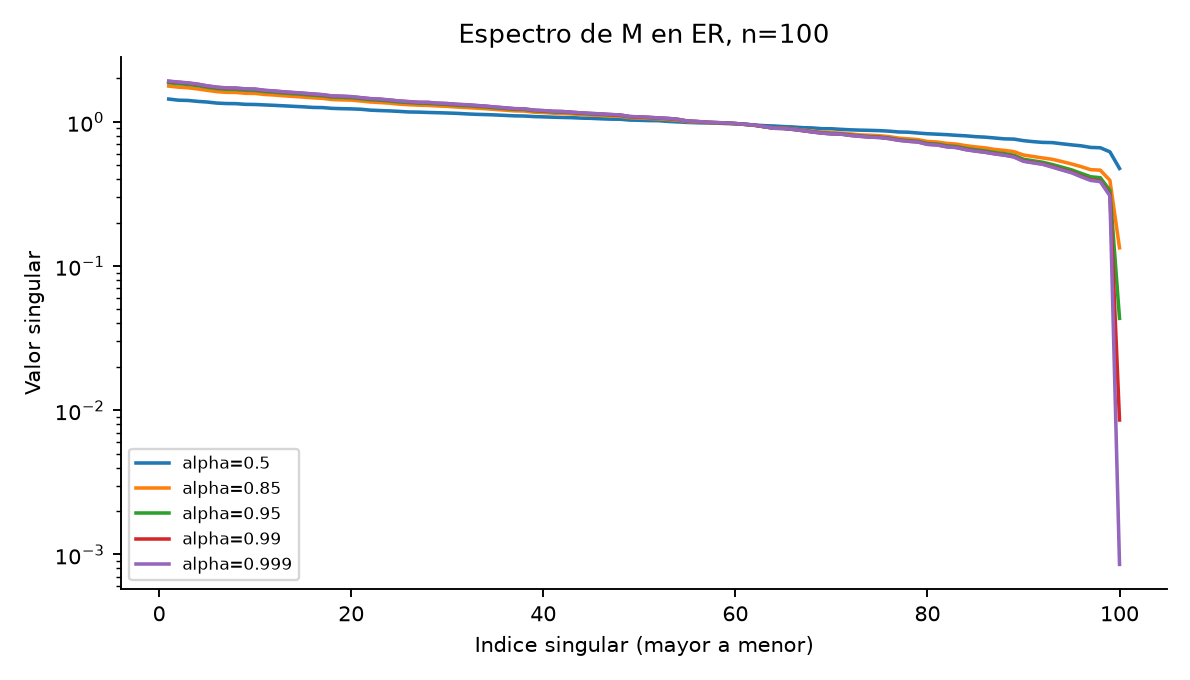 Espectro de M en ER, n=100
Valor singular
10^0
10^-1
10^-2
10^-3
alpha=0.5
alpha=0.85
alpha=0.95
alpha=0.99
alpha=0.999
0 20 40 60 80 100
Indice singular (mayor a menor)